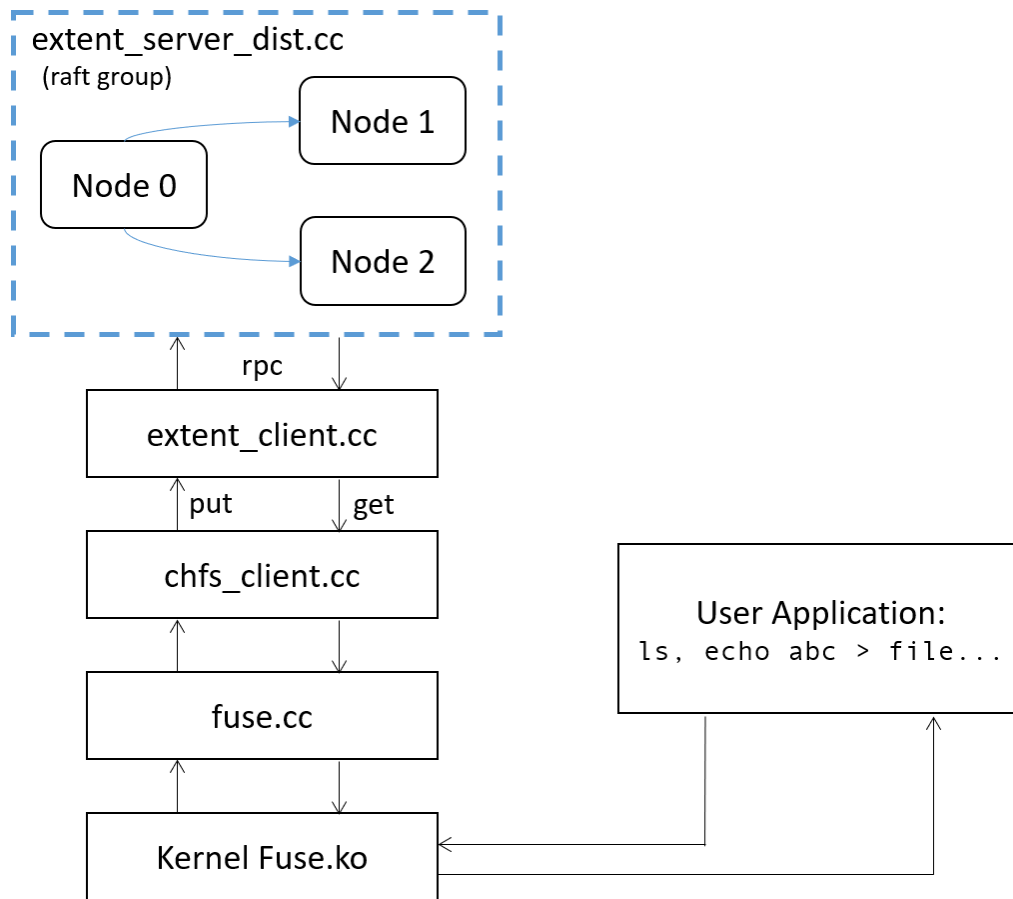 extent_server_dist.cc
(raft group)
Node 1
Node 0
Node 2
rpc
extent_client.cc
put
get
chfs_client.cc
User Application:
ls, echo abc > file...
fuse.cc
Kernel Fuse.ko